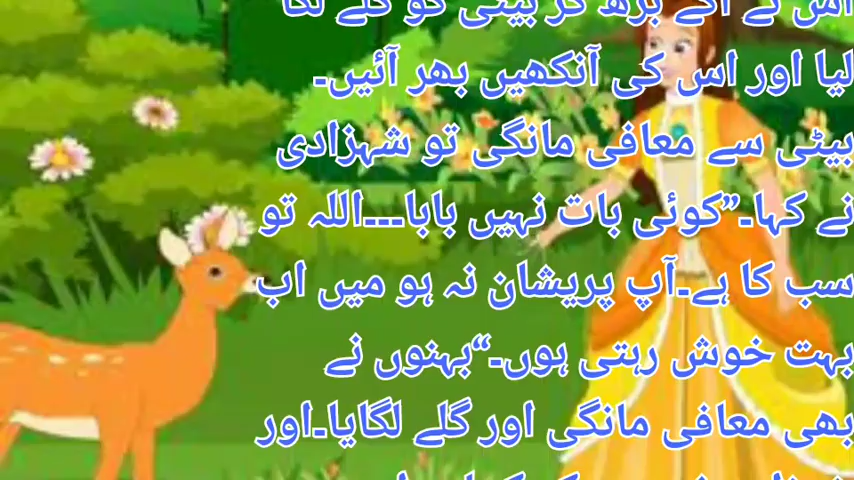 اس نے آگے بڑھ کر بیٹی کو گلے لگا
لیا اور اس کی آنکھیں بھر آئیں۔
بیٹی سے معافی مانگی تو شہزادی
نے کہا۔”کوئی بات نہیں بابا۔۔۔اللہ تو
سب کا ہے۔آپ پریشان نہ ہو میں اب
بہت خوش رہتی ہوں۔“بہنوں نے
بھی معافی مانگی اور گلے لگایا۔اور